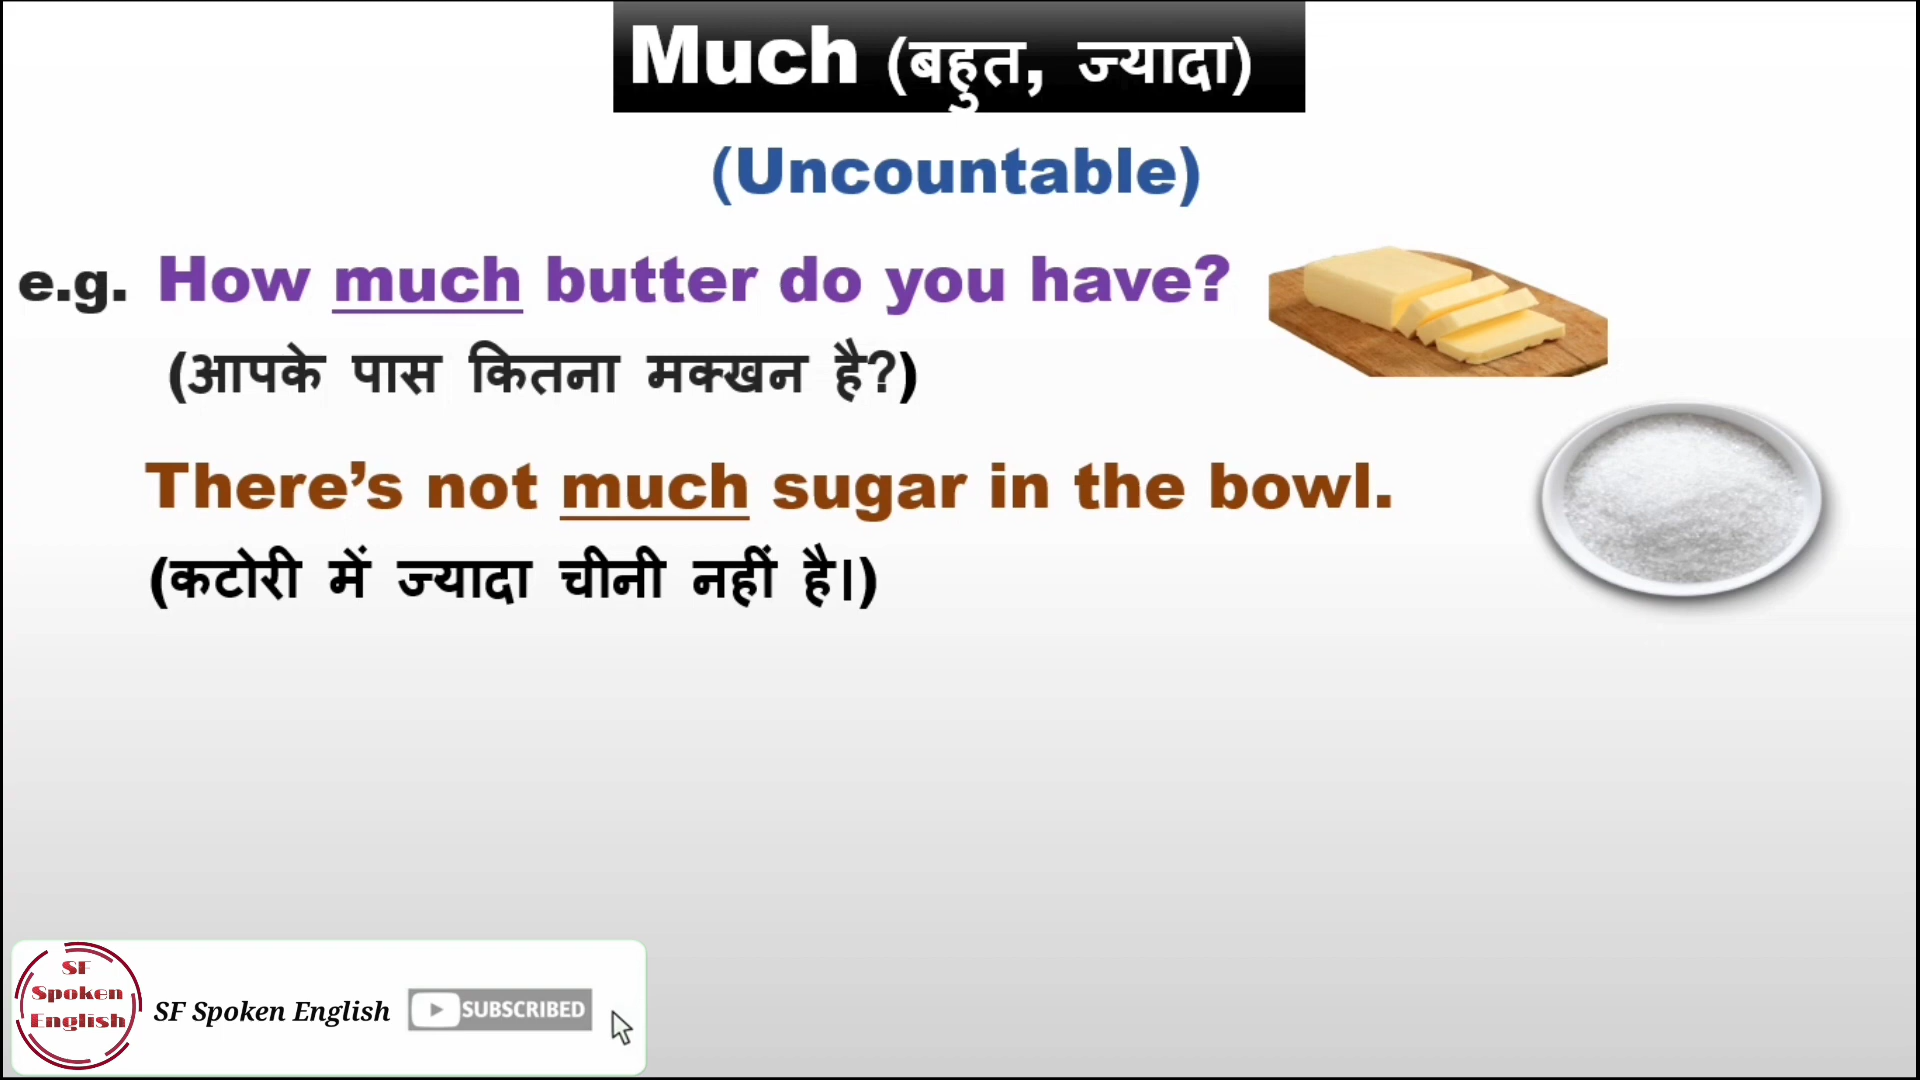 Much (बहुत, ज्यादा)
(Uncountable)
e.g. How much butter do you have?
(आपके पास कितना मक्खन है?)
There’s not much sugar in the bowl.
(कटोरी में ज्यादा चीनी नहीं है।)
SF
Spoken
English
SF Spoken English SUBSCRIBED